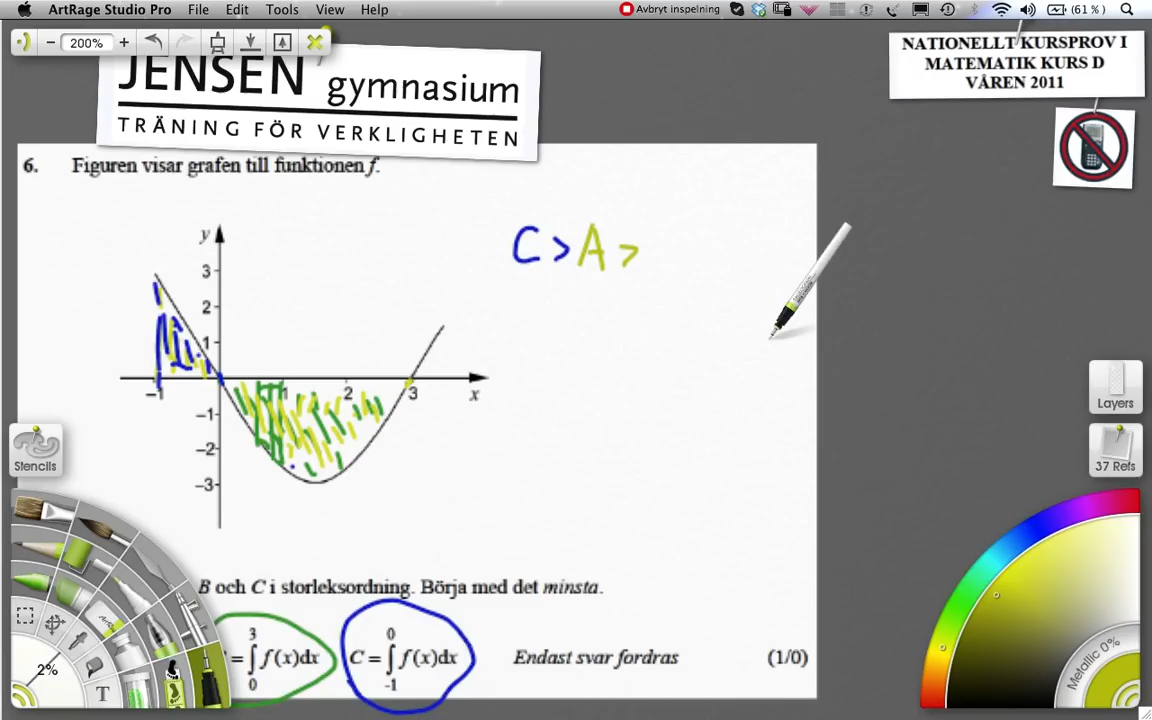 ArtRage Studio Pro File Edit Tools View Help Avbryt inspelning (61 %)
200%
JENSEN gymnasium
TRÄNING FÖR VERKLIGHETEN
NATIONELLT KURSPROV I
MATEMATIK KURS D
VÅREN 2011
6. Figuren visar grafen till funktionen f.
C > A >
y
3
2
1
-1 1 2 3 x
-1
-2
-3
Layers
37 Refs
Stencils
B och C i storleksordning. Börja med det minsta.
3
= ∫ f(x)dx
0
0
C = ∫ f(x)dx
-1
Endast svar fordras (1/0)
2%
T
Metallic 0%